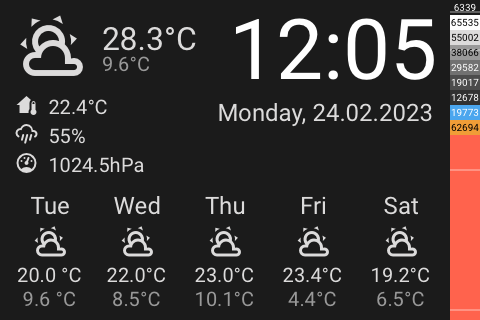 28.3°C
9.6°C
12:05
Monday, 24.02.2023
22.4°C
55%
1024.5hPa
Tue Wed Thu Fri Sat
20.0 °C 22.0°C 23.0°C 23.4°C 19.2°C
9.6 °C 8.5°C 10.1°C 4.4°C 6.5°C
6339
65535
55002
38066
29582
19017
12678
19773
62694